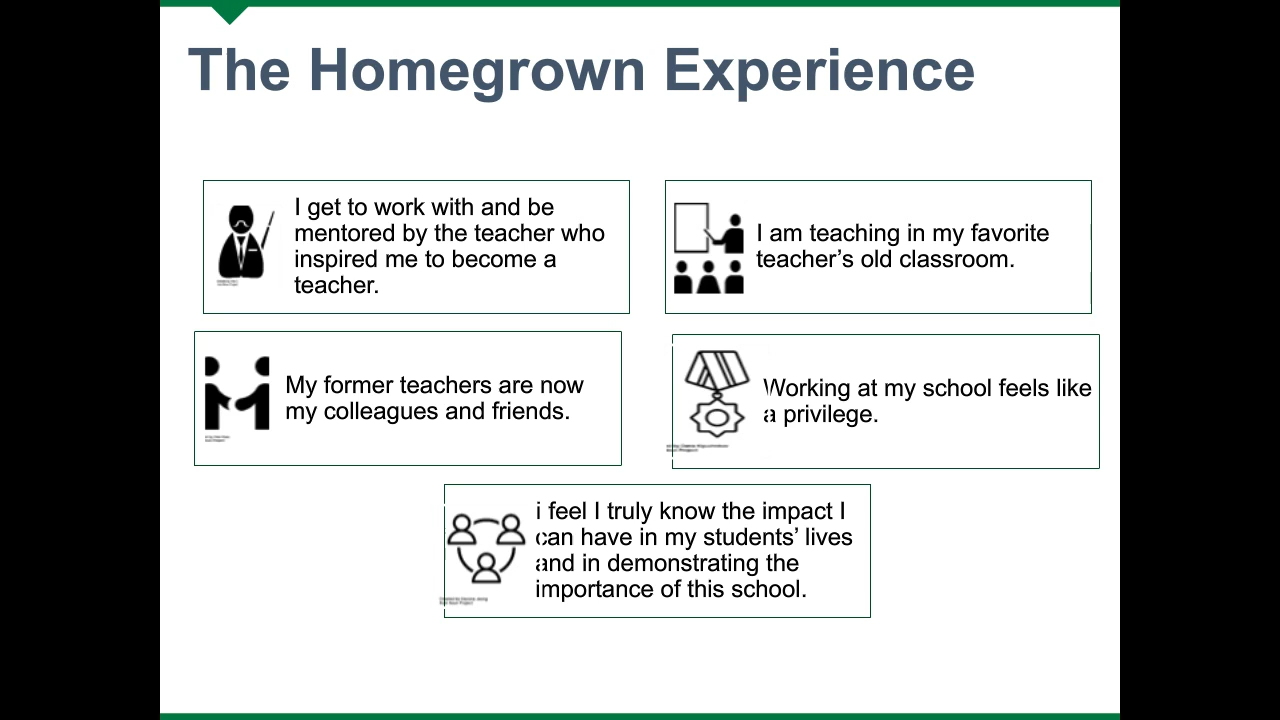 The Homegrown Experience
I get to work with and be
mentored by the teacher who
inspired me to become a
teacher.
I am teaching in my favorite
teacher’s old classroom.
My former teachers are now
my colleagues and friends.
Working at my school feels like
a privilege.
i feel I truly know the impact I
can have in my students’ lives
and in demonstrating the
importance of this school.